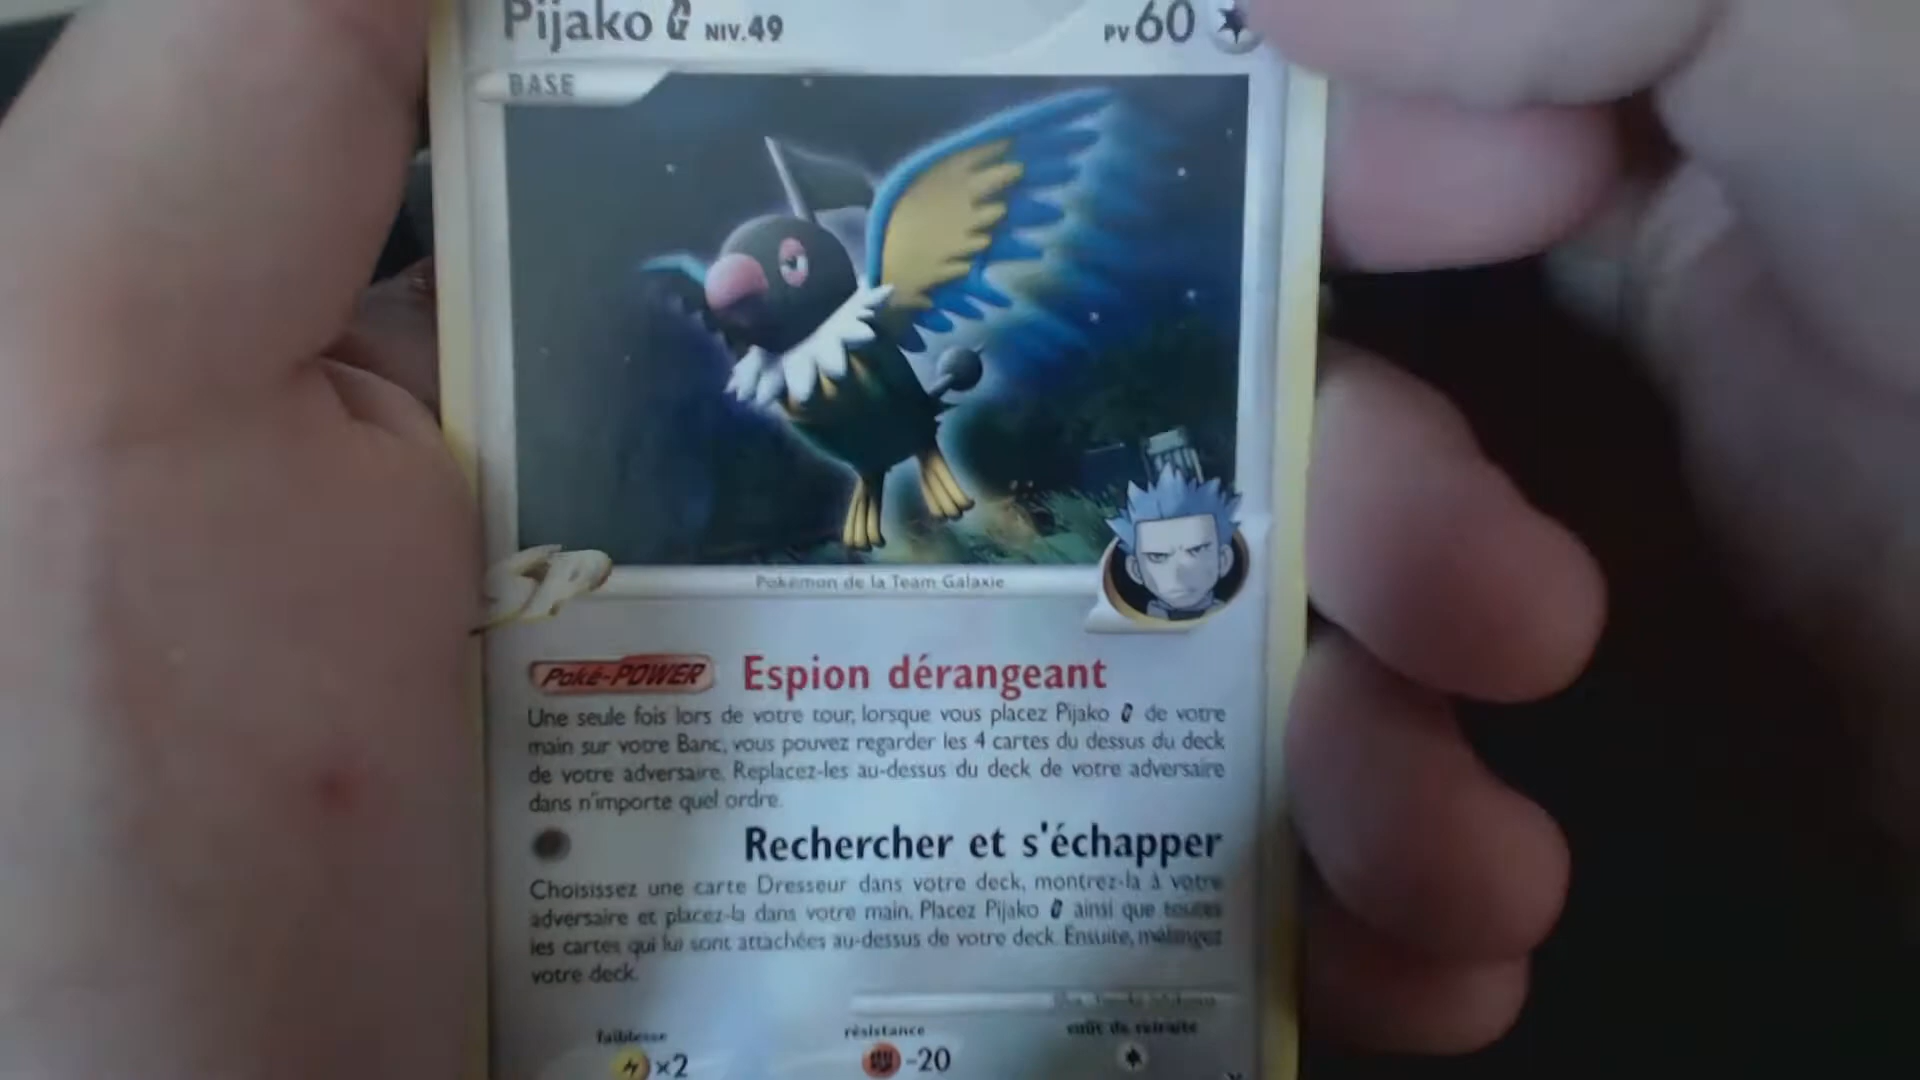 Pijako G NIV.49 PV 60
BASE
Pokémon de la Team Galaxie
Poké-POWER Espion dérangeant
Une seule fois lors de votre tour, lorsque vous placez Pijako G de votre
main sur votre Banc, vous pouvez regarder les 4 cartes du dessus du deck
de votre adversaire. Replacez-les au-dessus du deck de votre adversaire
dans n'importe quel ordre.
Rechercher et s'échapper
Choisissez une carte Dresseur dans votre deck, montrez-la à votre
adversaire et placez-la dans votre main. Placez Pijako G ainsi que toutes
les cartes qui lui sont attachées au-dessus de votre deck. Ensuite, mélangez
votre deck.
faiblesse résistance coût de retraite
×2 -20